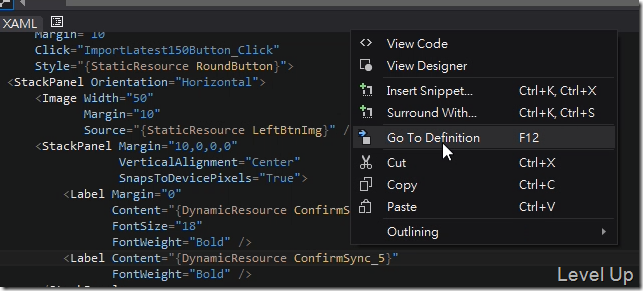 XAML
Margin="10"
Click="ImportLatest150Button_Click"
Style="{StaticResource RoundButton}">
<StackPanel Orientation="Horizontal">
<Image Width="50"
Margin="10"
Source="{StaticResource LeftBtnImg}" /
<StackPanel Margin="10,0,0,0"
VerticalAlignment="Center"
SnapsToDevicePixels="True">
<Label Margin="0"
Content="{DynamicResource ConfirmS
FontSize="18"
FontWeight="Bold" />
<Label Content="{DynamicResource ConfirmSync_5}"
FontWeight="Bold" />
View Code
View Designer
Insert Snippet... Ctrl+K, Ctrl+X
Surround With... Ctrl+K, Ctrl+S
Go To Definition F12
Cut Ctrl+X
Copy Ctrl+C
Paste Ctrl+V
Outlining
Level Up